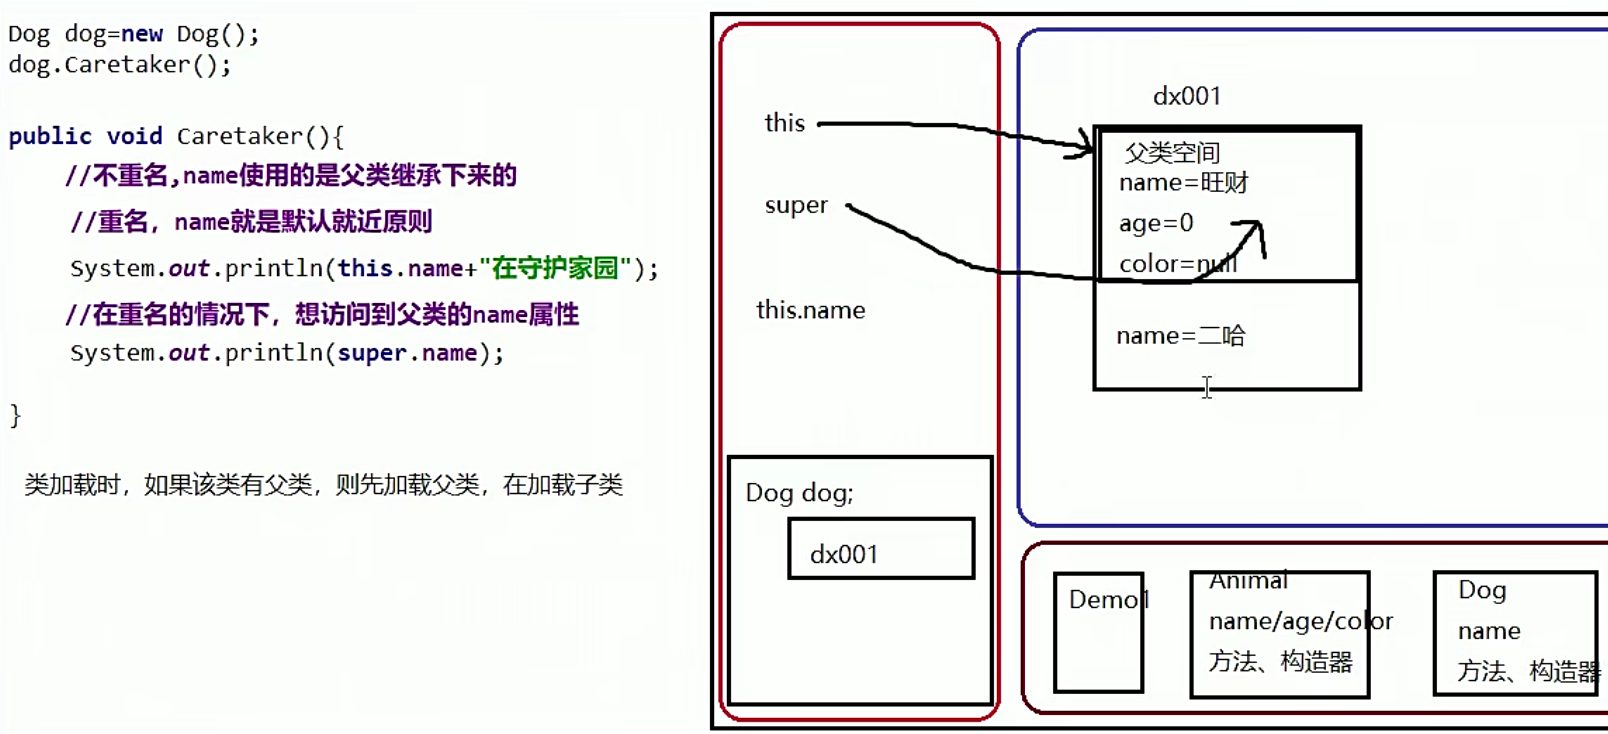 Dog dog=new Dog();
dog.Caretaker();
public void Caretaker(){
//不重名,name使用的是父类继承下来的
//重名，name就是默认就近原则
System.out.println(this.name+"在守护家园");
//在重名的情况下，想访问到父类的name属性
System.out.println(super.name);
}
类加载时，如果该类有父类，则先加载父类，在加载子类
this
super
this.name
Dog dog;
dx001
dx001
父类空间
name=旺财
age=0
color=null
name=二哈
Demo1
Animal
name/age/color
方法、构造器
Dog
name
方法、构造器